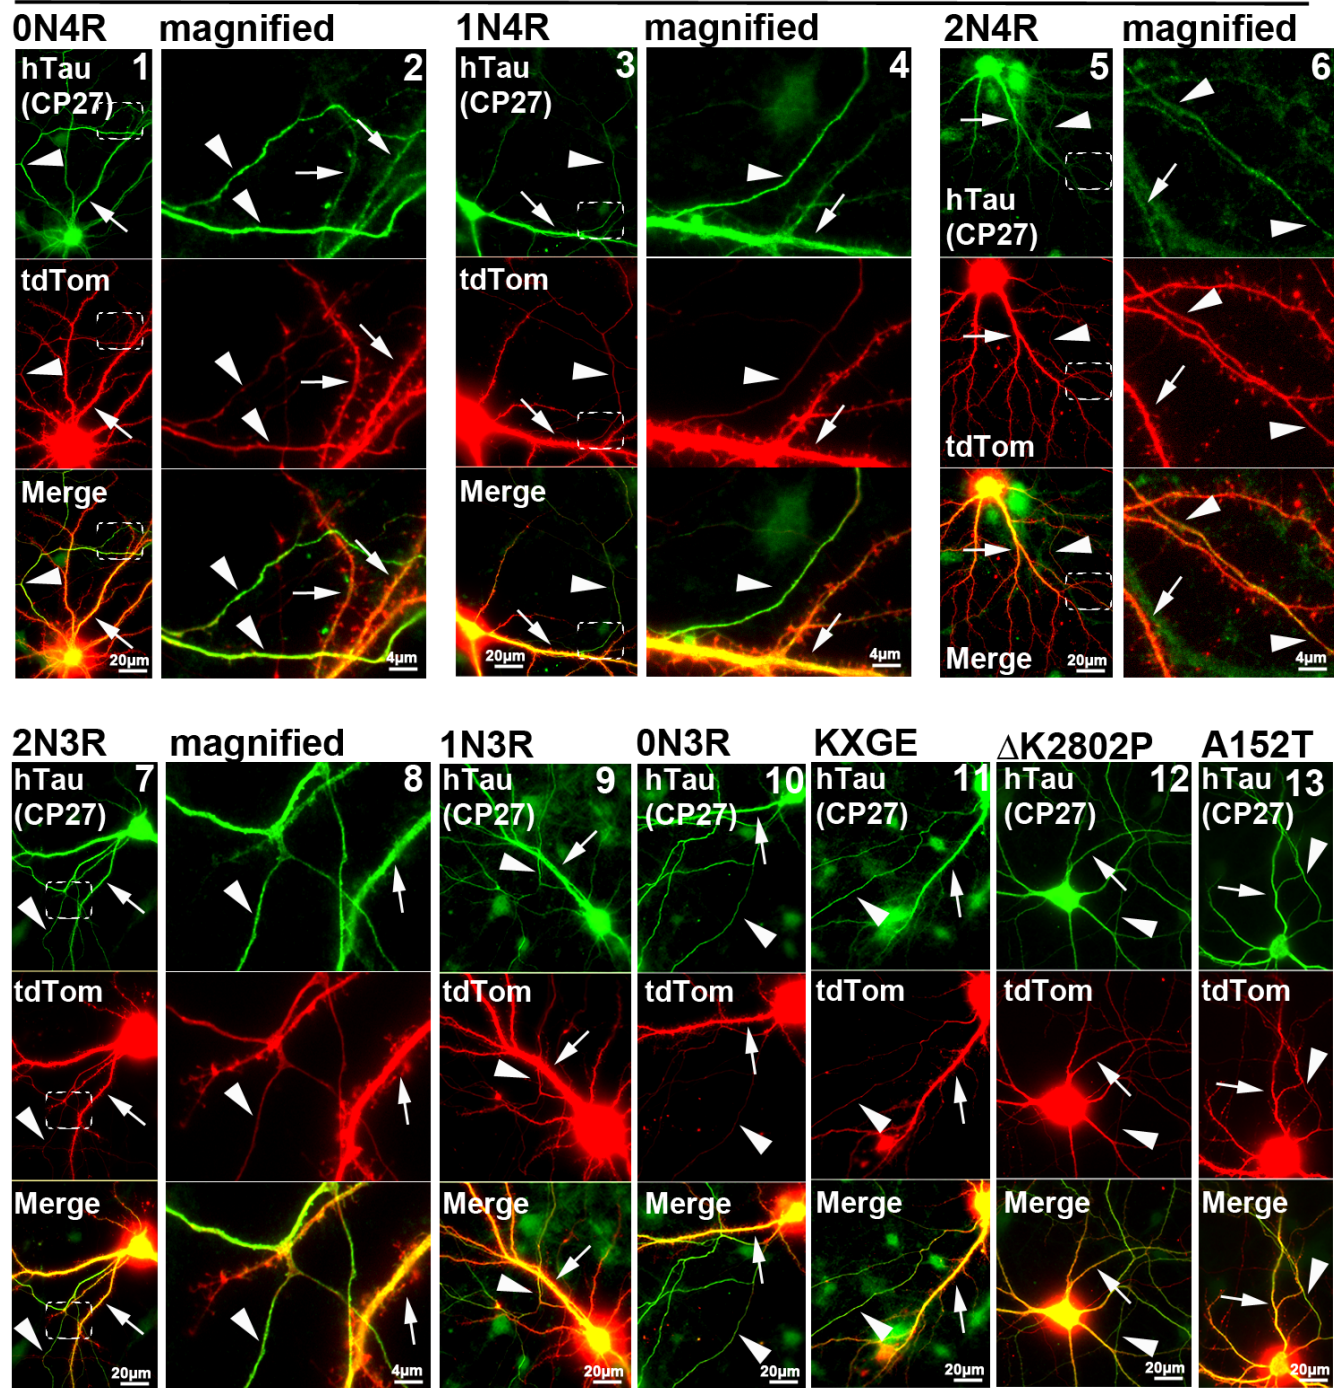 0N4R magnified 1N4R magnified 2N4R magnified
hTau
(CP27)
1
2
hTau
(CP27)
3
4
5
6
hTau
(CP27)
tdTom
tdTom
tdTom
Merge
20µm
4µm
Merge
20µm
4µm
Merge
20µm
4µm
2N3R magnified 1N3R 0N3R KXGE ΔK2802P A152T
hTau
(CP27)
7
8
hTau
(CP27)
9
hTau
(CP27)
10
hTau
(CP27)
11
hTau
(CP27)
12
hTau
(CP27)
13
tdTom
tdTom
tdTom
tdTom
tdTom
tdTom
Merge
20µm
4µm
Merge
20µm
Merge
20µm
Merge
20µm
Merge
20µm
Merge
20µm